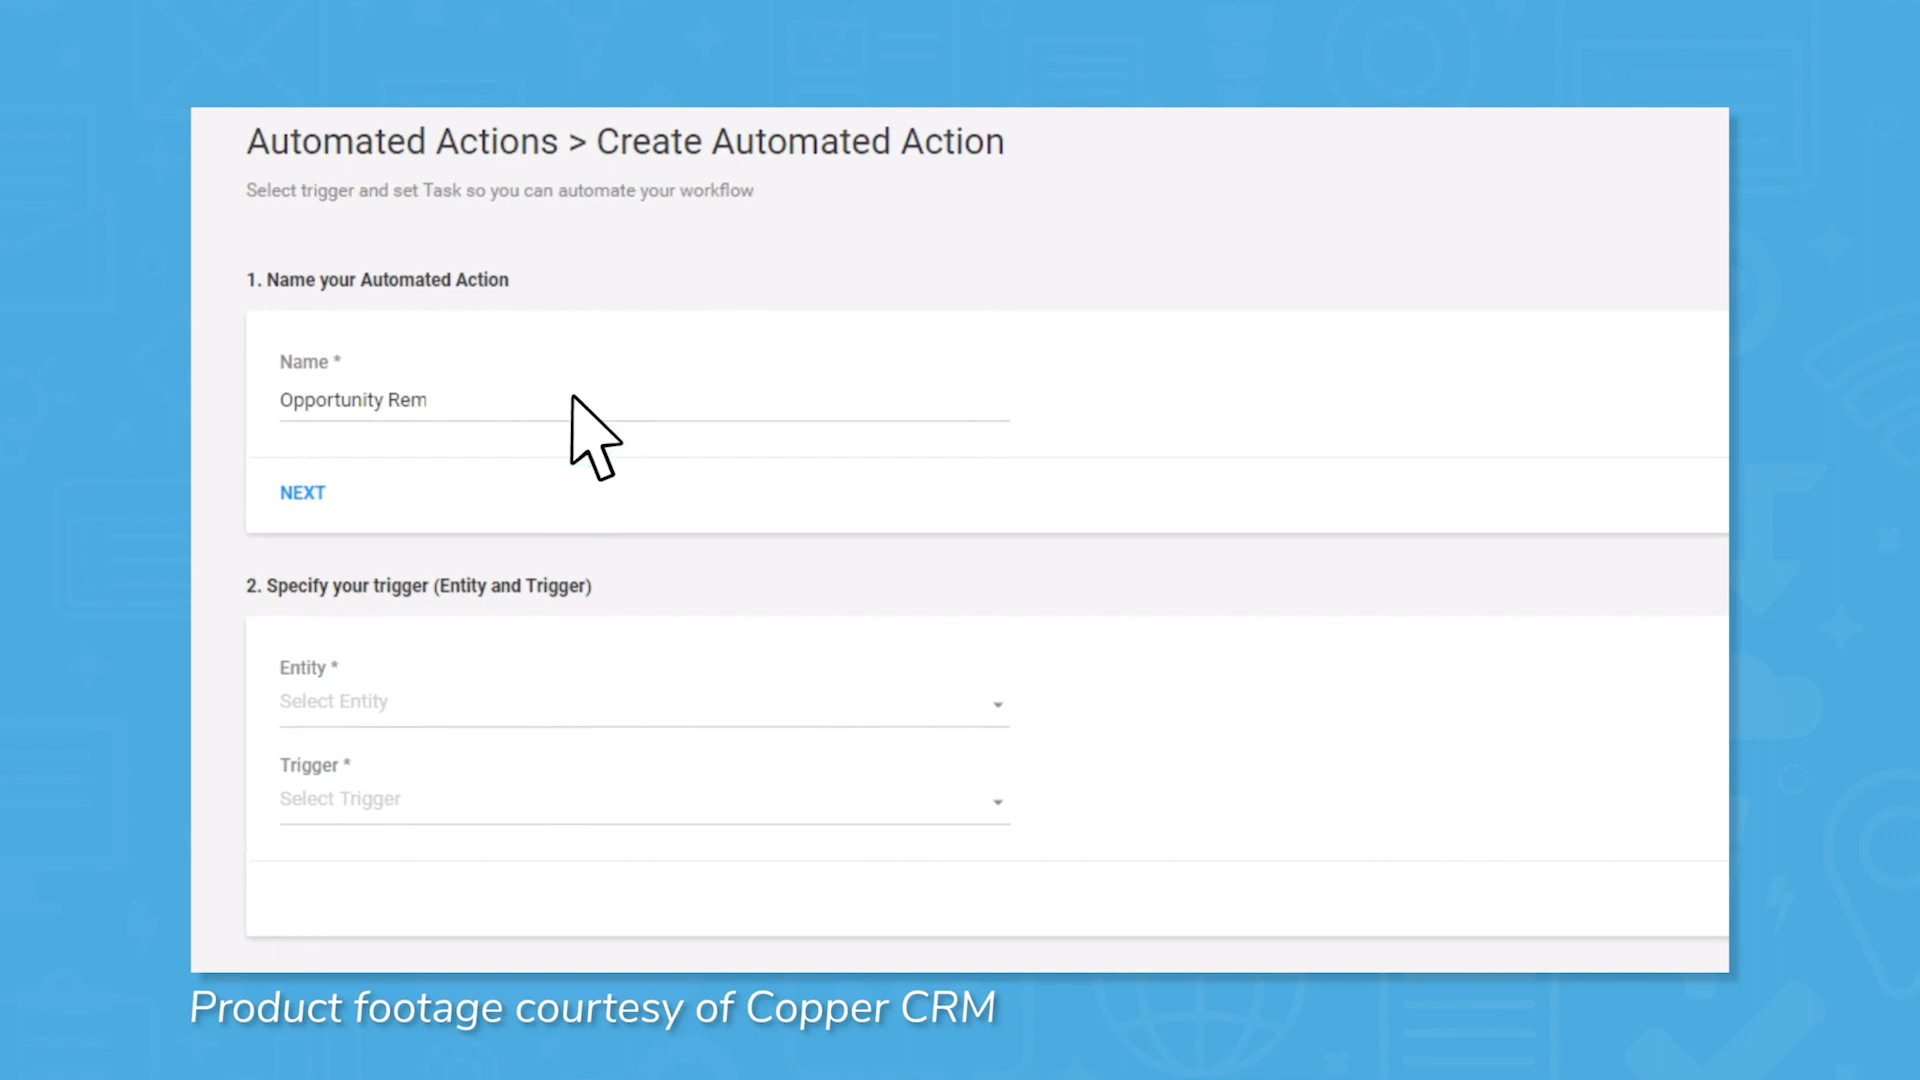 Automated Actions > Create Automated Action
Select trigger and set Task so you can automate your workflow
1. Name your Automated Action
Name *
Opportunity Rem
NEXT
2. Specify your trigger (Entity and Trigger)
Entity *
Select Entity
Trigger *
Select Trigger
Product footage courtesy of Copper CRM